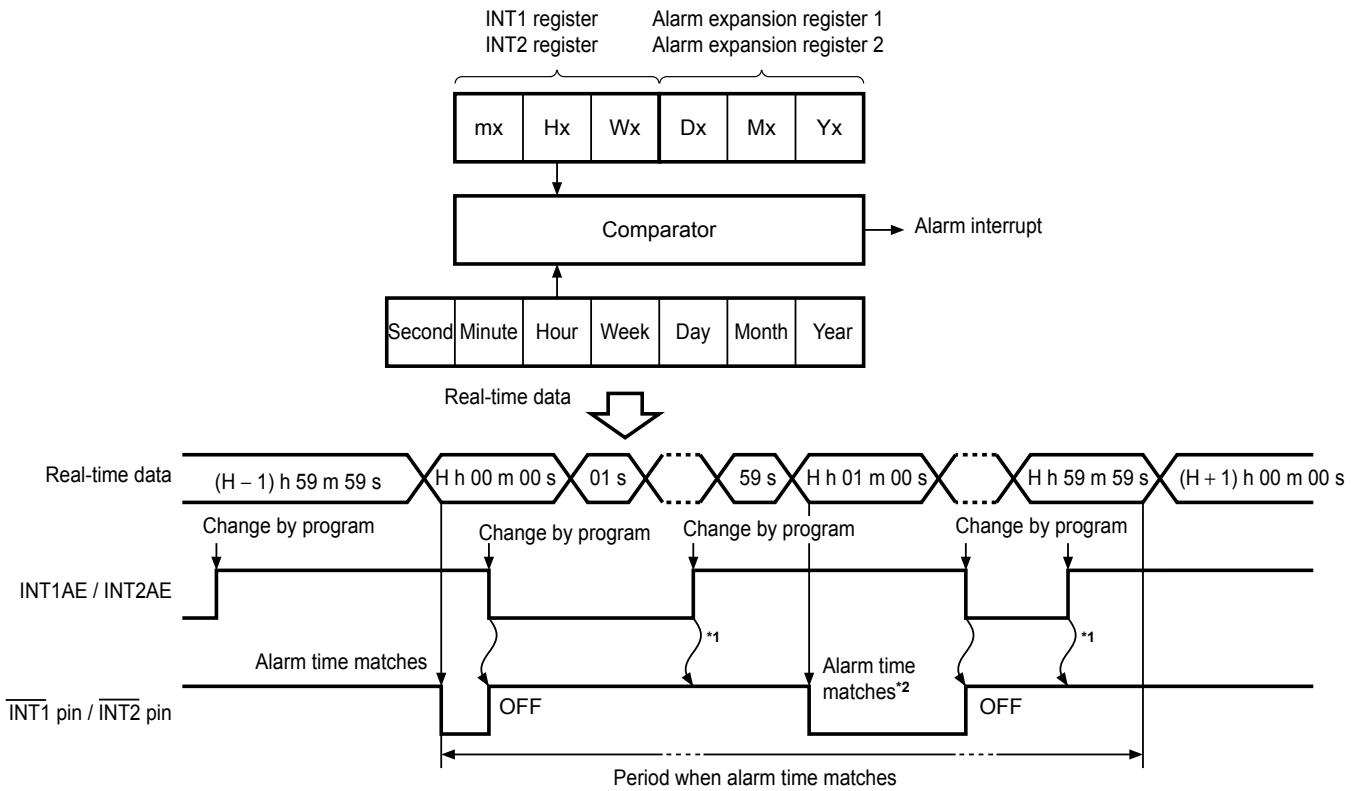 INT1 register Alarm expansion register 1
INT2 register Alarm expansion register 2
mx Hx Wx Dx Mx Yx
Comparator
Alarm interrupt
Second Minute Hour Week Day Month Year
Real-time data
Real-time data
(H − 1) h 59 m 59 s H h 00 m 00 s 01 s 59 s H h 01 m 00 s H h 59 m 59 s (H + 1) h 00 m 00 s
Change by program Change by program Change by program Change by program
INT1AE / INT2AE
*1 *1
Alarm time matches
Alarm time
matches*2
INT1 pin / INT2 pin
OFF OFF
Period when alarm time matches